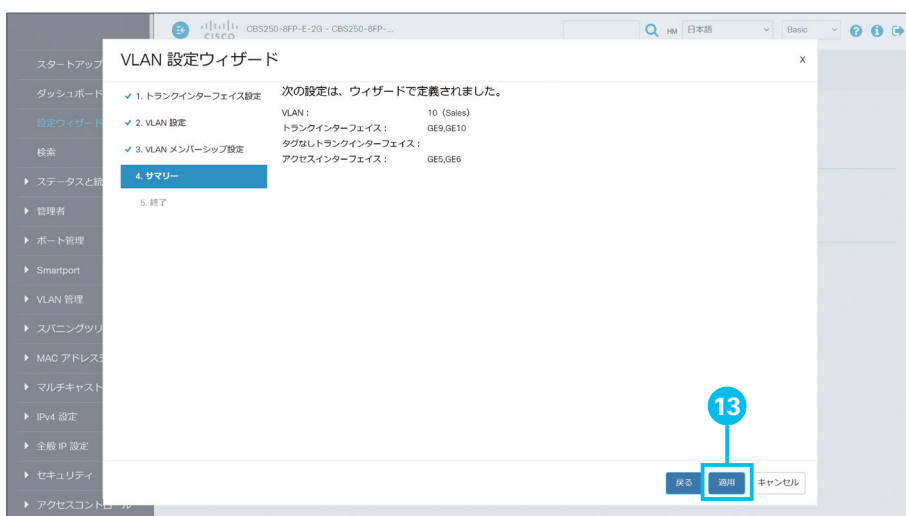 CISCO
CBS250-8FP-E-2G - CBS250-8FP-...
HM
日本語
Basic
スタートアップ
ダッシュボード
設定ウィザード
検索
ステータスと統
管理者
ポート管理
Smartport
VLAN 管理
スパニングツリ
MAC アドレステ
マルチキャスト
IPv4 設定
全般 IP 設定
セキュリティ
アクセスコントロール
VLAN 設定ウィザード
X
1. トランクインターフェイス設定
2. VLAN 設定
3. VLAN メンバーシップ設定
4. サマリー
5. 終了
次の設定は、ウィザードで定義されました。
VLAN： 10（Sales）
トランクインターフェイス： GE9,GE10
タグなしトランクインターフェイス：
アクセスインターフェイス： GE5,GE6
13
戻る 適用 キャンセル